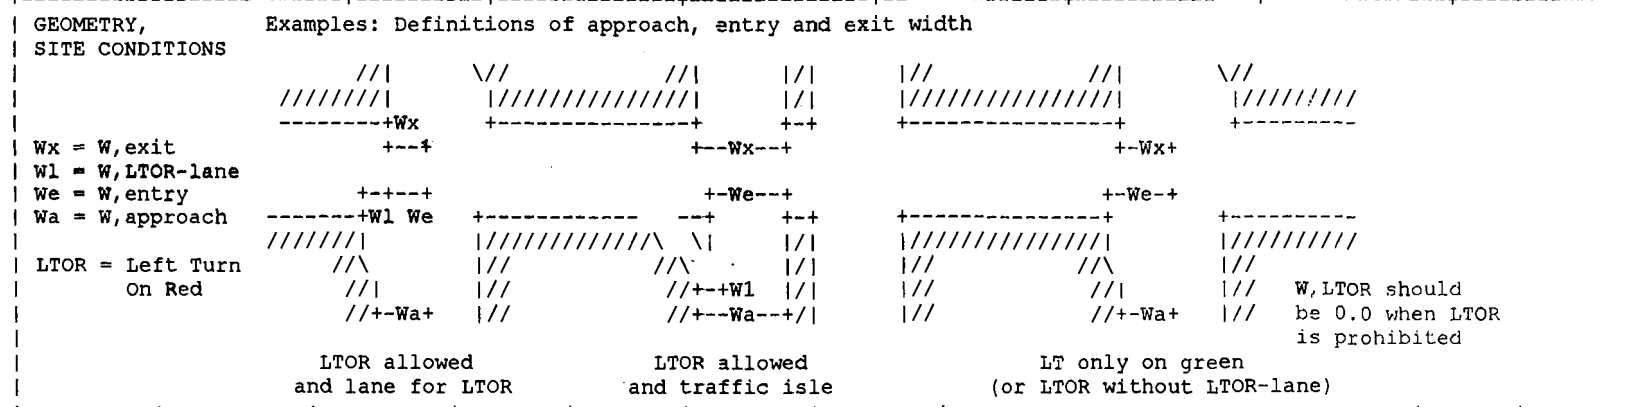 GEOMETRY, Examples: Definitions of approach, entry and exit width
SITE CONDITIONS
Wx
Wx = W,exit Wx Wx
Wl = W,LTOR-lane
We = W,entry We We
Wa = W,approach Wl We
LTOR = Left Turn
On Red Wl W,LTOR should
Wa Wa Wa be 0.0 when LTOR
is prohibited
LTOR allowed LTOR allowed LT only on green
and lane for LTOR and traffic isle (or LTOR without LTOR-lane)